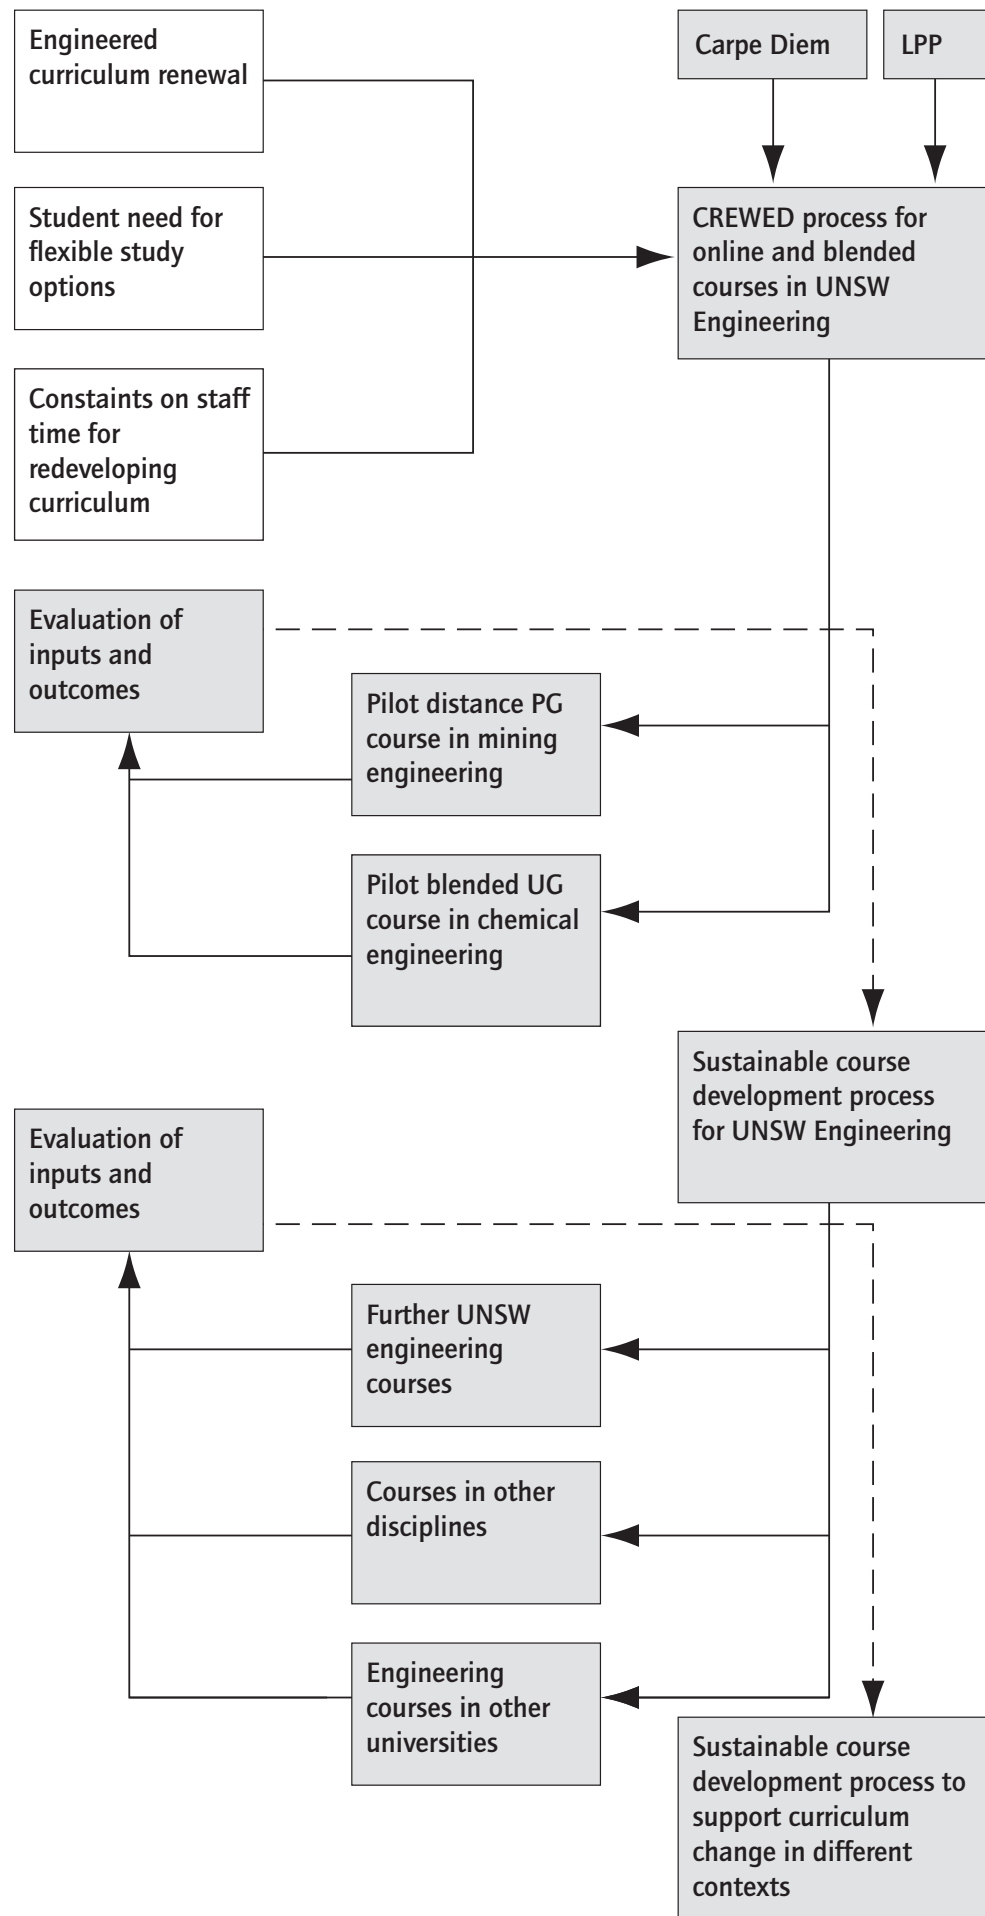 Engineered
curriculum renewal
Carpe Diem
LPP
Student need for
flexible study
options
CREWED process for
online and blended
courses in UNSW
Engineering
Constaints on staff
time for
redeveloping
curriculum
Evaluation of
inputs and
outcomes
Pilot distance PG
course in mining
engineering
Pilot blended UG
course in chemical
engineering
Sustainable course
development process
for UNSW Engineering
Evaluation of
inputs and
outcomes
Further UNSW
engineering
courses
Courses in other
disciplines
Engineering
courses in other
universities
Sustainable course
development process to
support curriculum
change in different
contexts